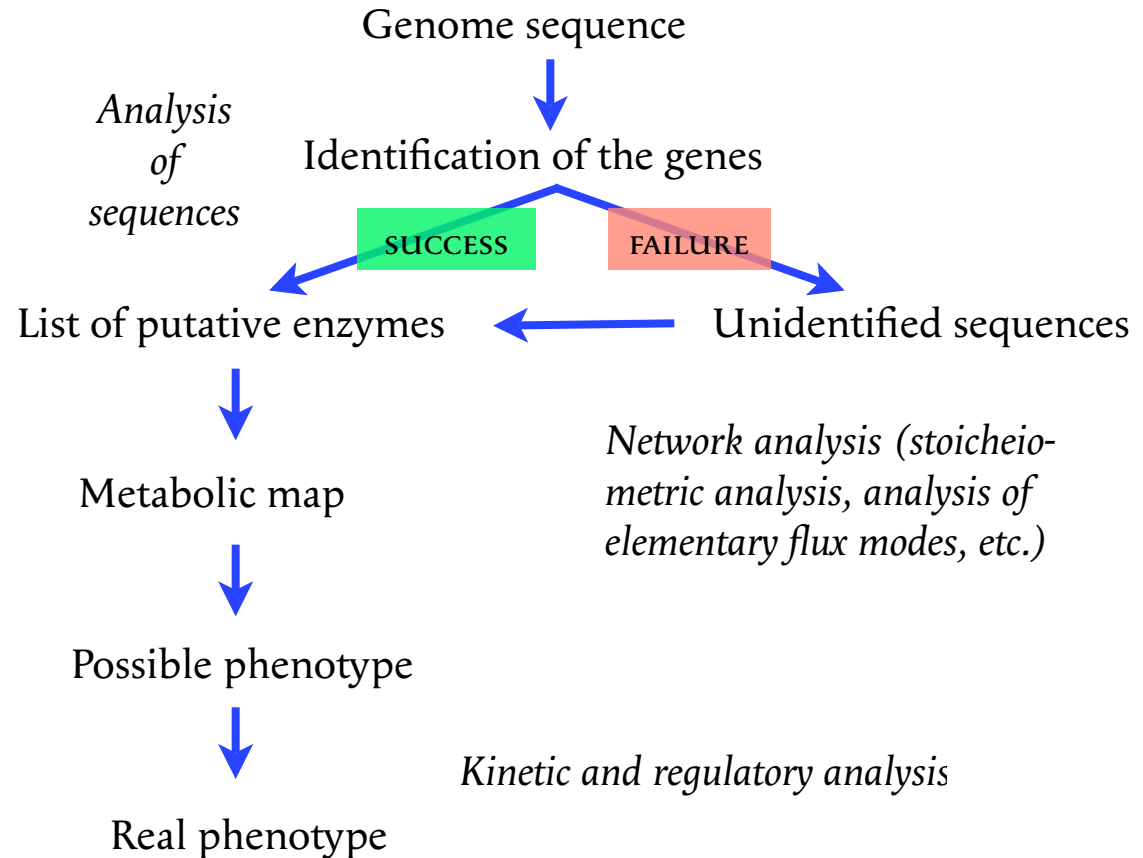 Genome sequence
Analysis
of
sequences
Identification of the genes
SUCCESS
FAILURE
List of putative enzymes
Unidentified sequences
Network analysis (stoicheio-
metric analysis, analysis of
elementary flux modes, etc.)
Metabolic map
Possible phenotype
Kinetic and regulatory analysis
Real phenotype